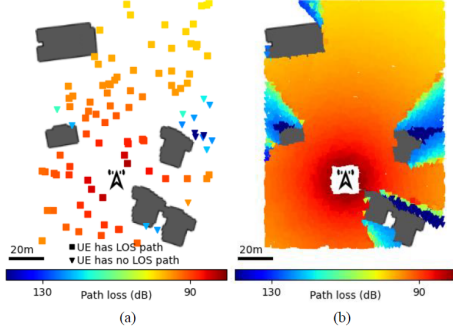 20m
■ UE has LOS path
▼ UE has no LOS path
130
90
Path loss (dB)
(a)
20m
130
90
Path loss (dB)
(b)